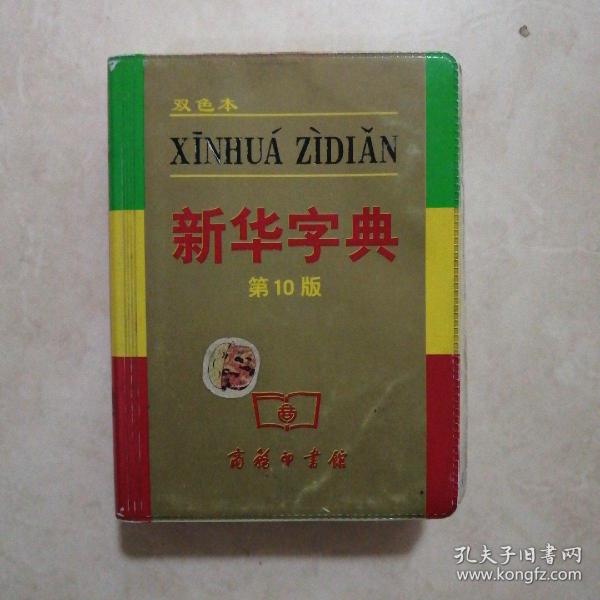 双色本
XĪNHUÁ ZÌDIǍN
新华字典
第10版
商务印书馆
孔夫子旧书网
www.kongfz.com